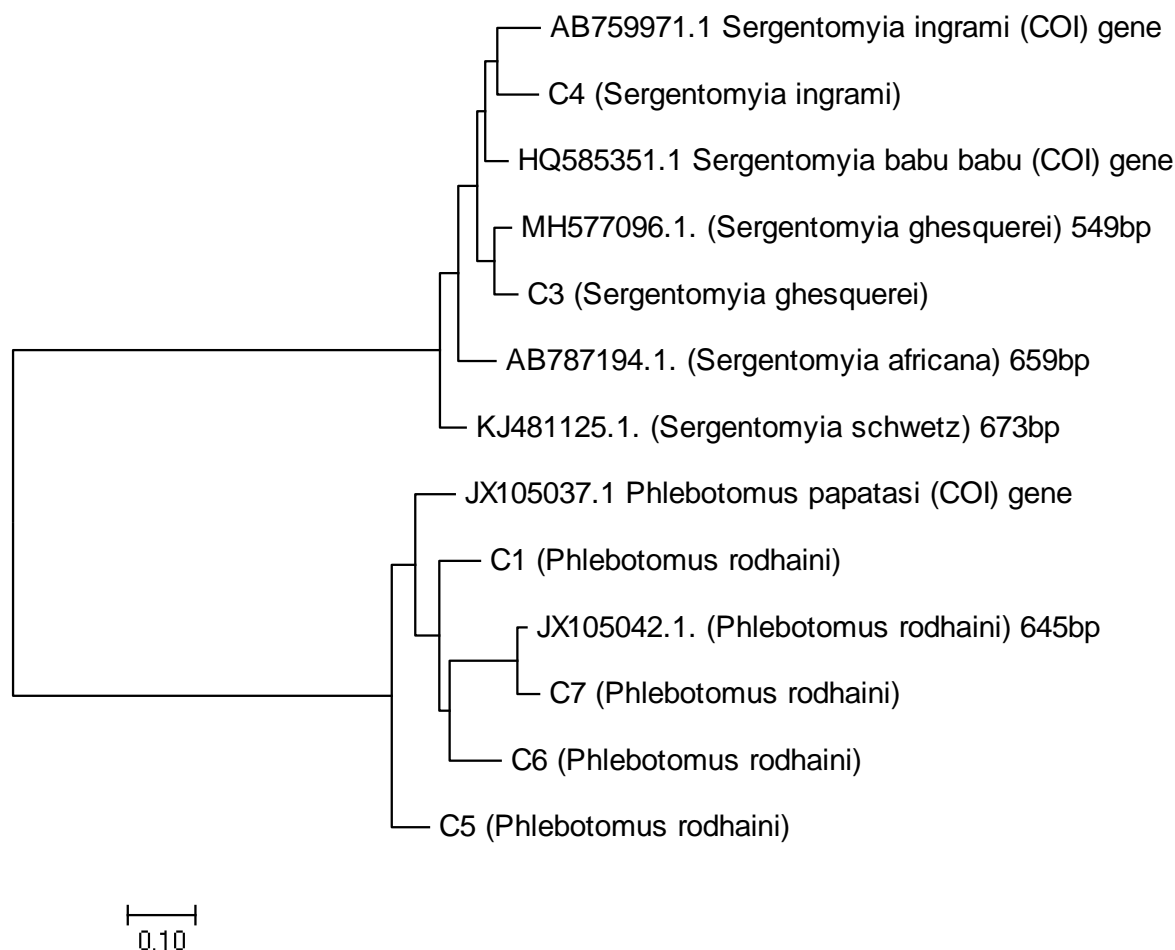 AB759971.1 Sergentomyia ingrami (COI) gene
C4 (Sergentomyia ingrami)
HQ585351.1 Sergentomyia babu babu (COI) gene
MH577096.1. (Sergentomyia ghesquerei) 549bp
C3 (Sergentomyia ghesquerei)
AB787194.1. (Sergentomyia africana) 659bp
KJ481125.1. (Sergentomyia schwetz) 673bp
JX105037.1 Phlebotomus papatasi (COI) gene
C1 (Phlebotomus rodhaini)
JX105042.1. (Phlebotomus rodhaini) 645bp
C7 (Phlebotomus rodhaini)
C6 (Phlebotomus rodhaini)
C5 (Phlebotomus rodhaini)
0.10